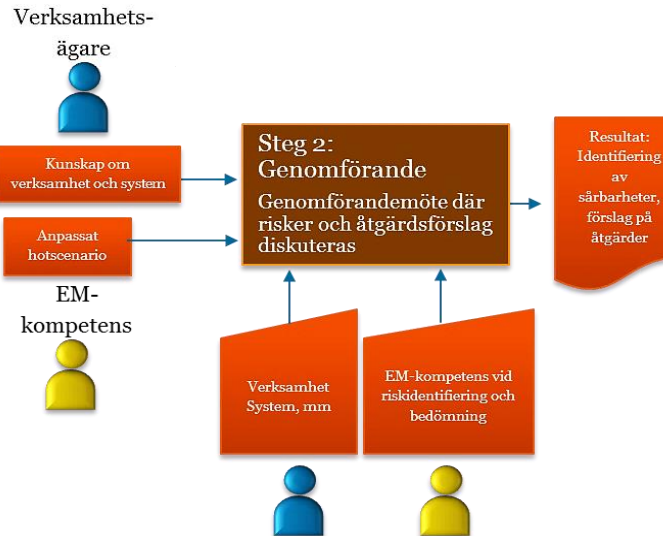 Verksamhets-
ägare
Kunskap om
verksamhet och system
Anpassat
hotscenario
EM-
kompetens
Steg 2:
Genomförande
Genomförandemöte där
risker och åtgärdsförslag
diskuteras
Resultat:
Identifiering
av
sårbarheter,
förslag på
åtgärder
Verksamhet
System, mm
EM-kompetens vid
riskidentifiering och
bedömning